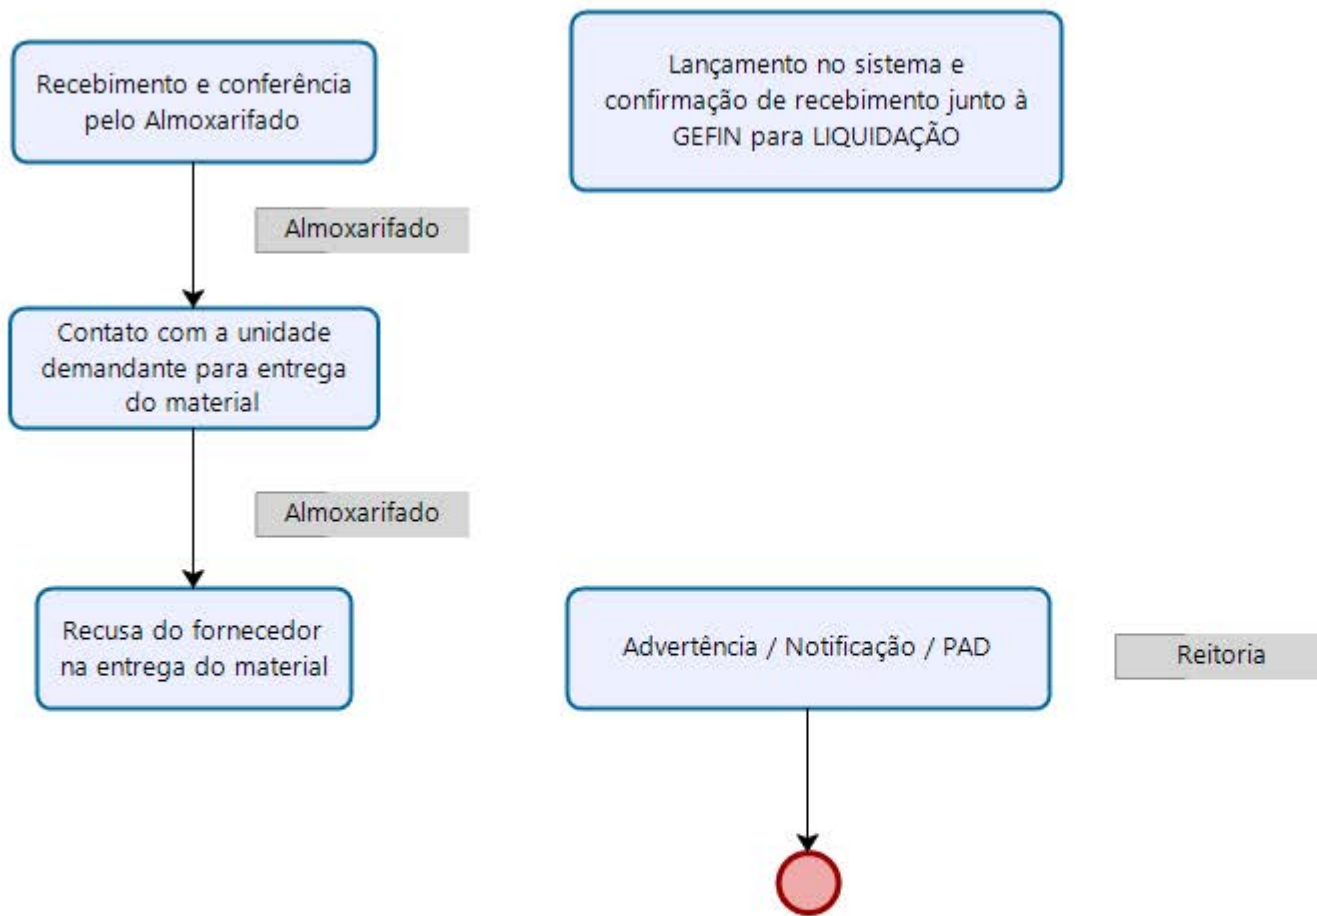 Recebimento e conferência
pelo Almoxarifado
Lançamento no sistema e
confirmação de recebimento junto à
GEFIN para LIQUIDAÇÃO
Almoxarifado
Contato com a unidade
demandante para entrega
do material
Almoxarifado
Recusa do fornecedor
na entrega do material
Advertência / Notificação / PAD
Reitoria